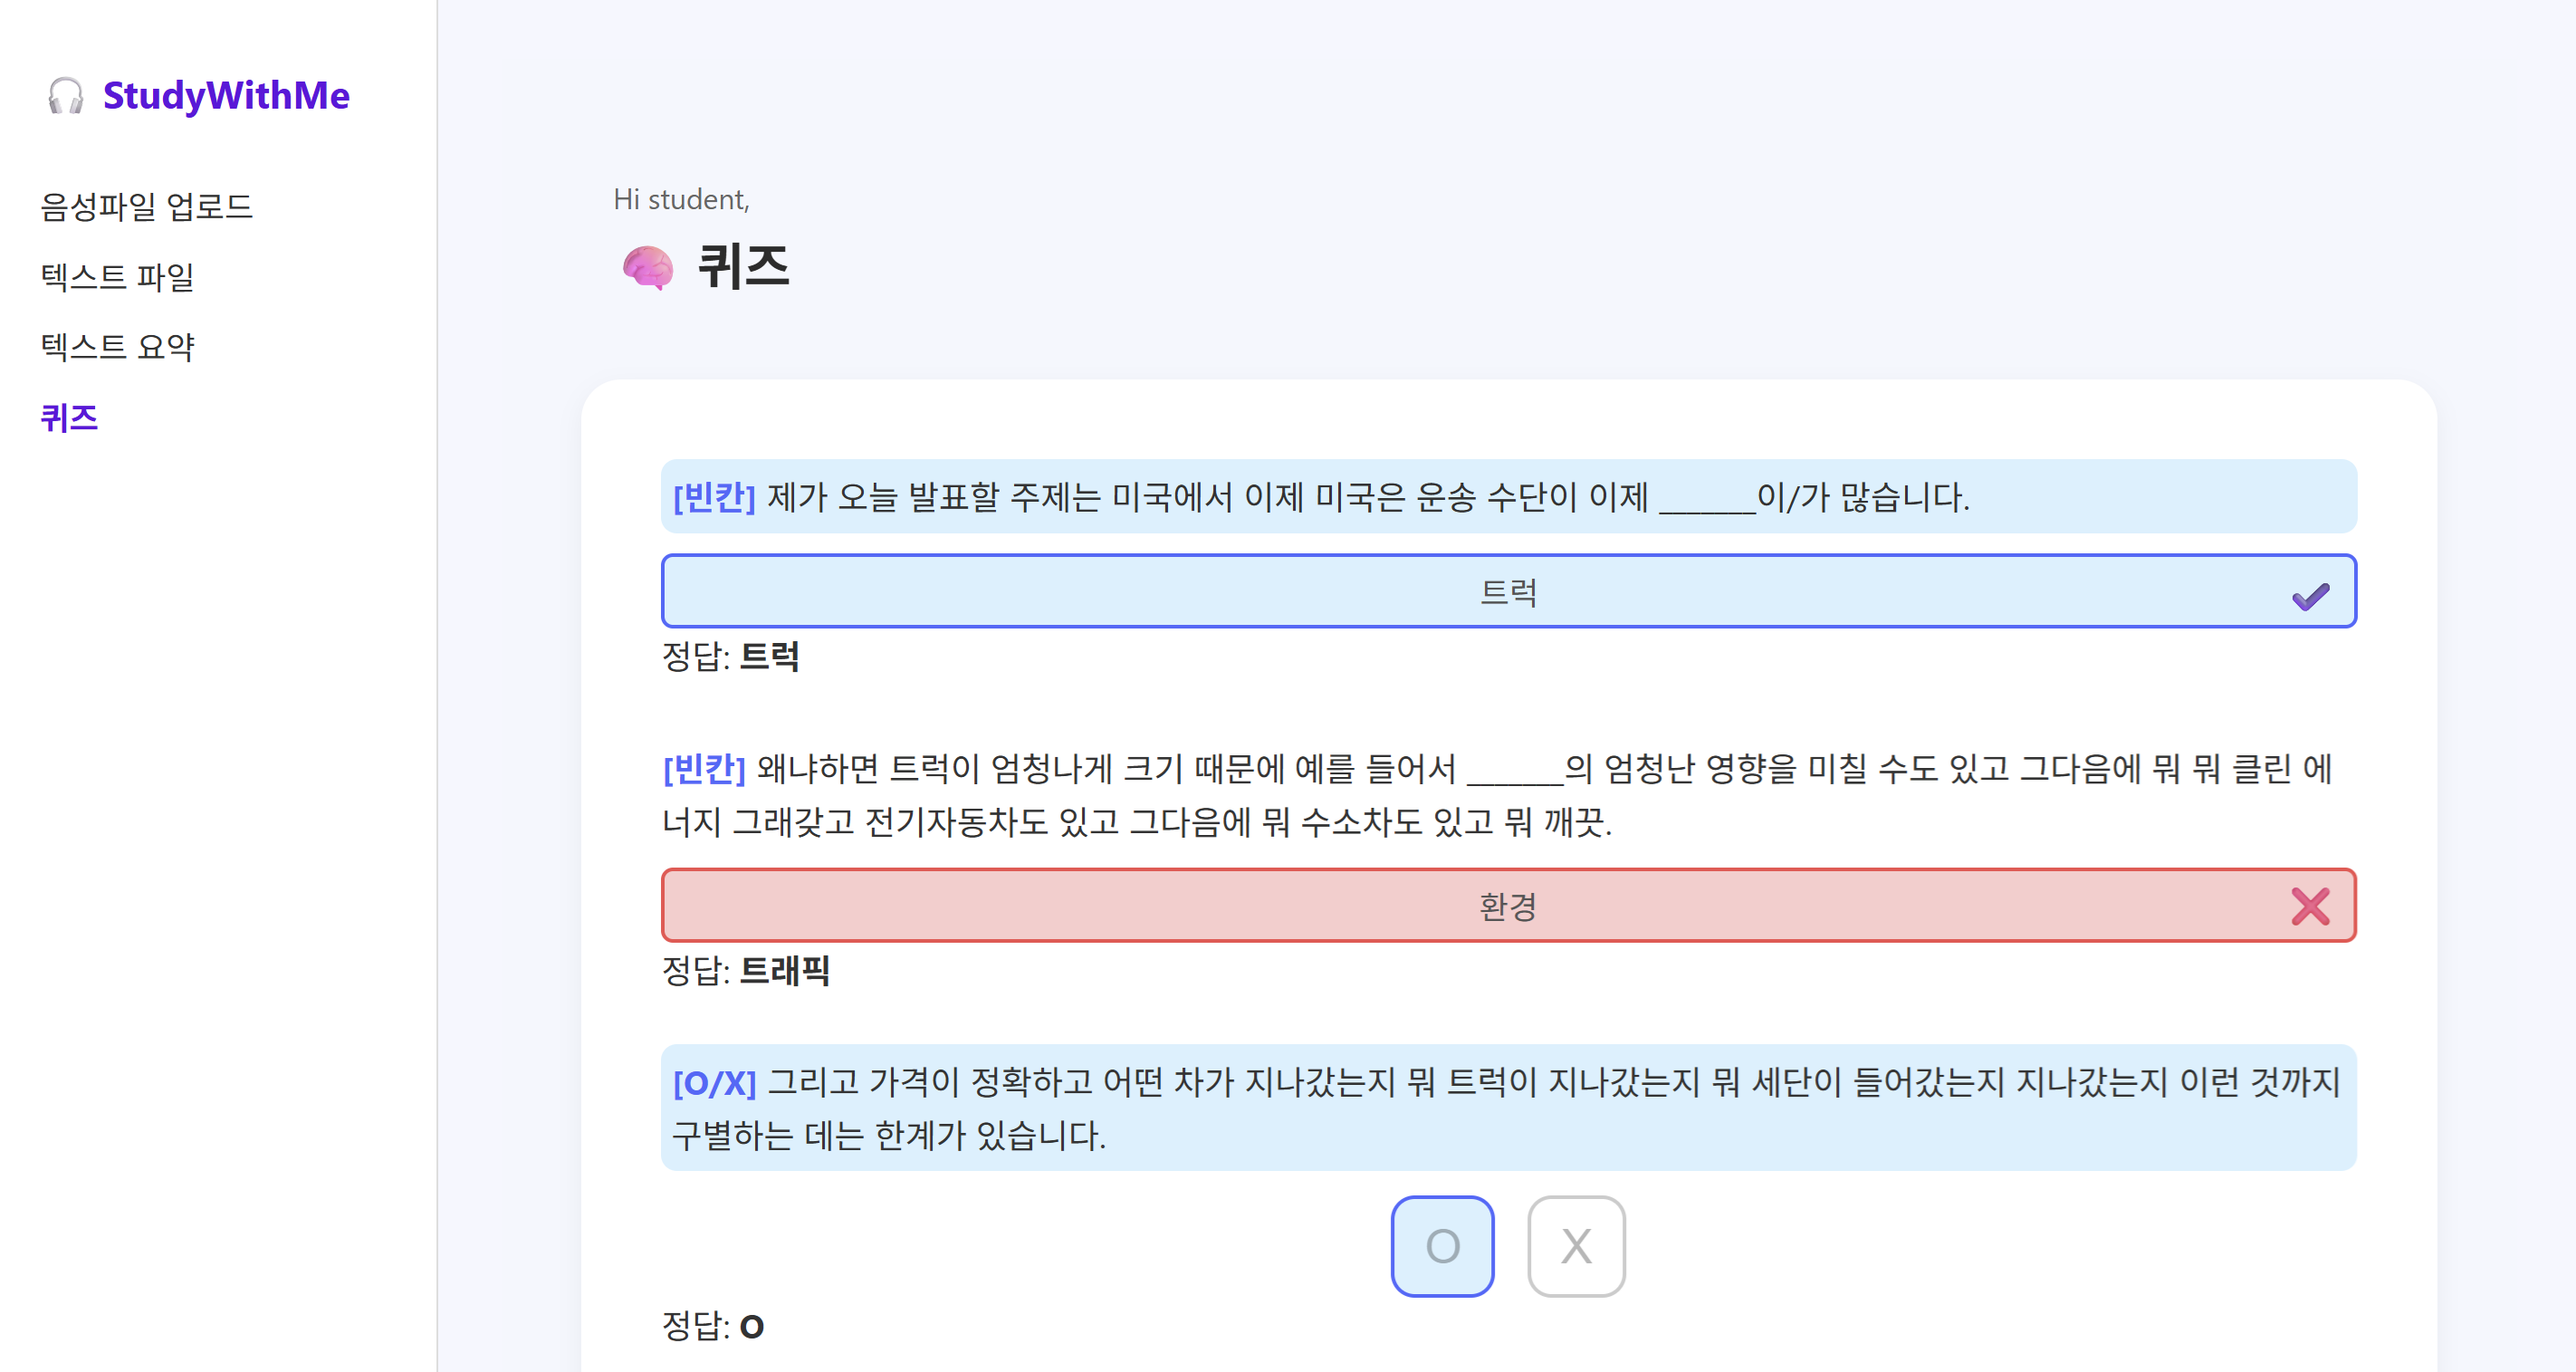 StudyWithMe
음성파일 업로드
텍스트 파일
텍스트 요약
퀴즈
Hi student,
퀴즈
[빈칸] 제가 오늘 발표할 주제는 미국에서 이제 미국은 운송 수단이 이제 _______이/가 많습니다.
트럭
정답: 트럭
[빈칸] 왜냐하면 트럭이 엄청나게 크기 때문에 예를 들어서 _______의 엄청난 영향을 미칠 수도 있고 그다음에 뭐 뭐 클린 에
너지 그래갖고 전기자동차도 있고 그다음에 뭐 수소차도 있고 뭐 깨끗.
환경
정답: 트래픽
[O/X] 그리고 가격이 정확하고 어떤 차가 지나갔는지 뭐 트럭이 지나갔는지 뭐 세단이 들어갔는지 지나갔는지 이런 것까지
구별하는 데는 한계가 있습니다.
O X
정답: O